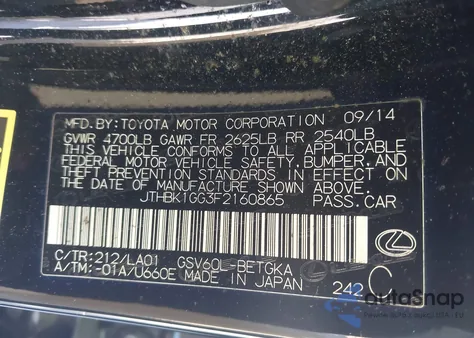 MFD. BY: TOYOTA MOTOR CORPORATION 09/14
GVWR 4700LB GAWR FR 2625LB RR 2540LB
THIS VEHICLE CONFORMS TO ALL APPLICABLE
FEDERAL MOTOR VEHICLE SAFETY, BUMPER, AND
THEFT PREVENTION STANDARDS IN EFFECT ON
THE DATE OF MANUFACTURE SHOWN ABOVE.
JTHBK1GG3F2160865 PASS. CAR
C/TR: 212/LA01 GSV60L-BETGKA
A/TM: -01A/U660E MADE IN JAPAN 242 C
autoSnap